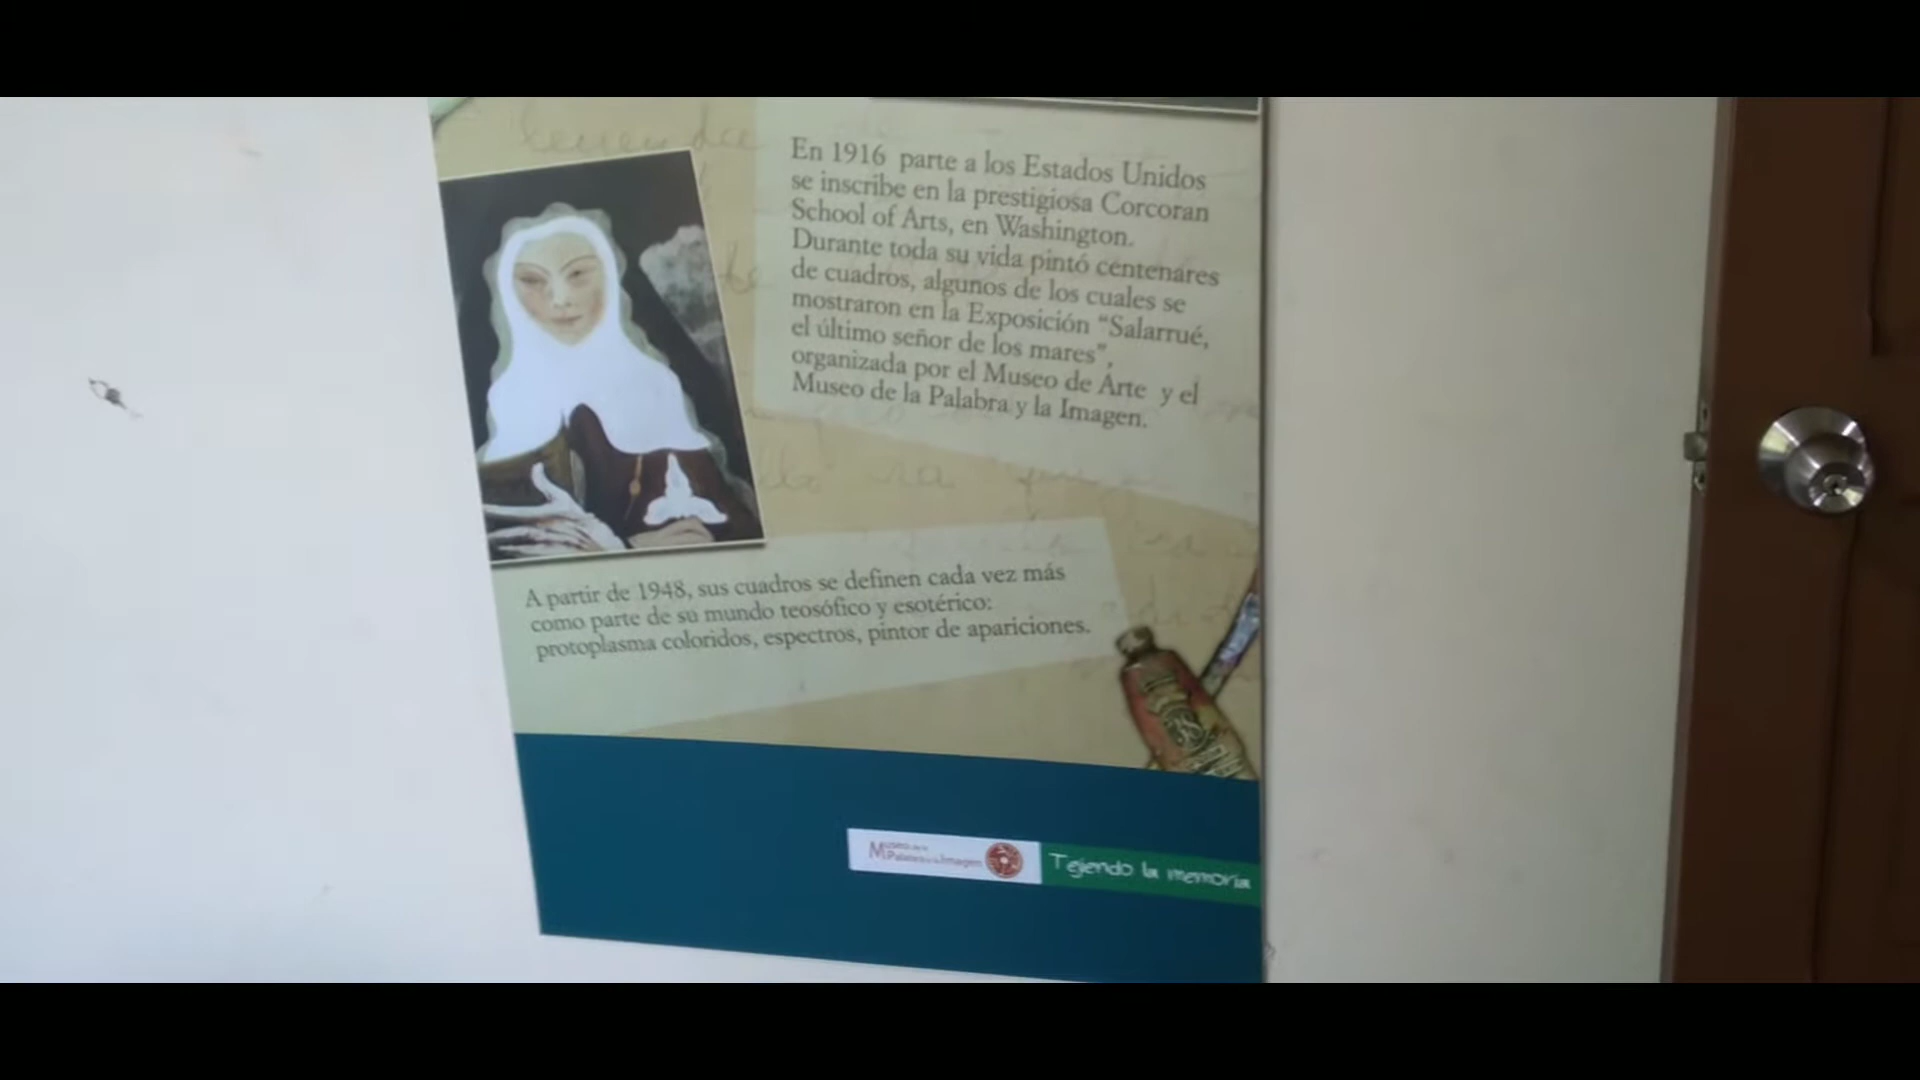 En 1916 parte a los Estados Unidos
se inscribe en la prestigiosa Corcoran
School of Arts, en Washington.
Durante toda su vida pintó centenares
de cuadros, algunos de los cuales se
mostraron en la Exposición “Salarrué,
el último señor de los mares”,
organizada por el Museo de Arte y el
Museo de la Palabra y la Imagen.
A partir de 1948, sus cuadros se definen cada vez más
como parte de su mundo teosófico y esotérico:
protoplasma coloridos, espectros, pintor de apariciones.
Museo de la
Palabra y la Imagen
Tejiendo la memoria